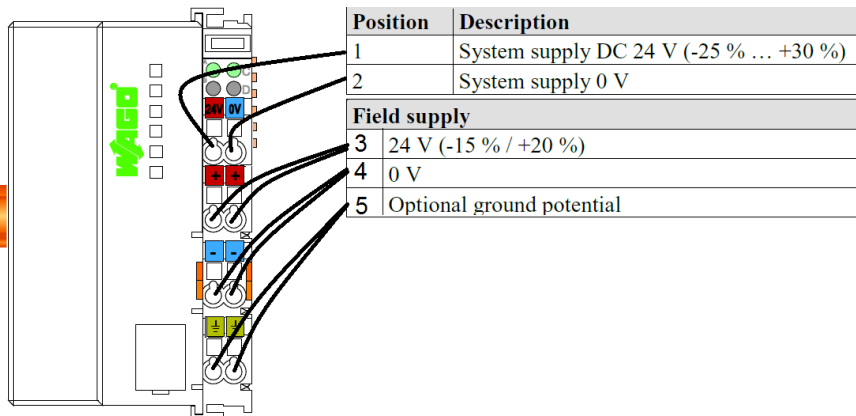 Position Description
1 System supply DC 24 V (-25 % … +30 %)
2 System supply 0 V
Field supply
3 24 V (-15 % / +20 %)
4 0 V
5 Optional ground potential
WAGO
A C
D
24V 0V
+ +
- -